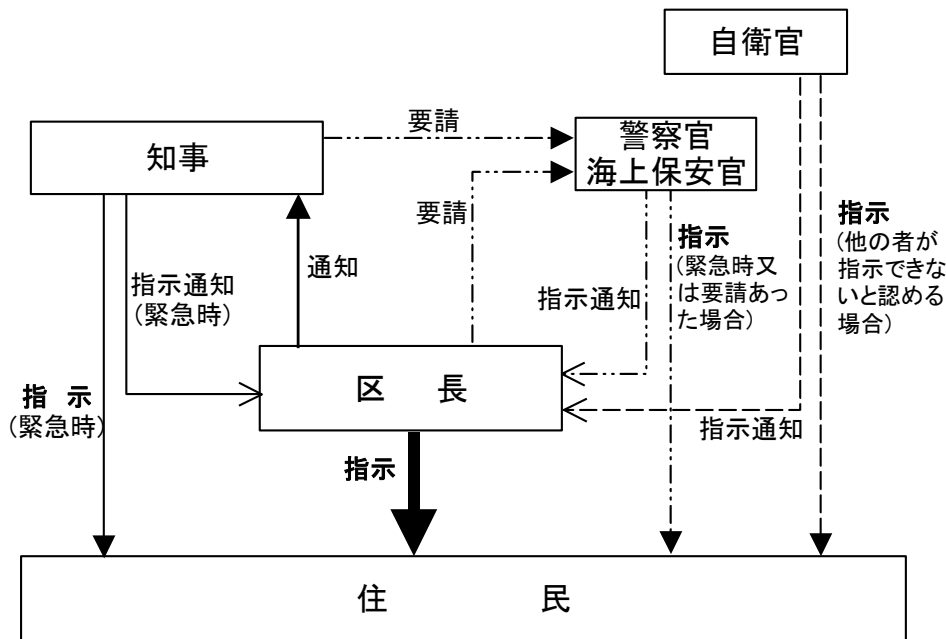 自衛官
要請
知事
警察官
海上保安官
要請
指示
(他の者が
指示できな
いと認める
場合)
指示
(緊急時又
は要請あっ
た場合)
通知
指示通知
(緊急時)
指示通知
区　長
指　示
(緊急時)
指示通知
指示
住　民